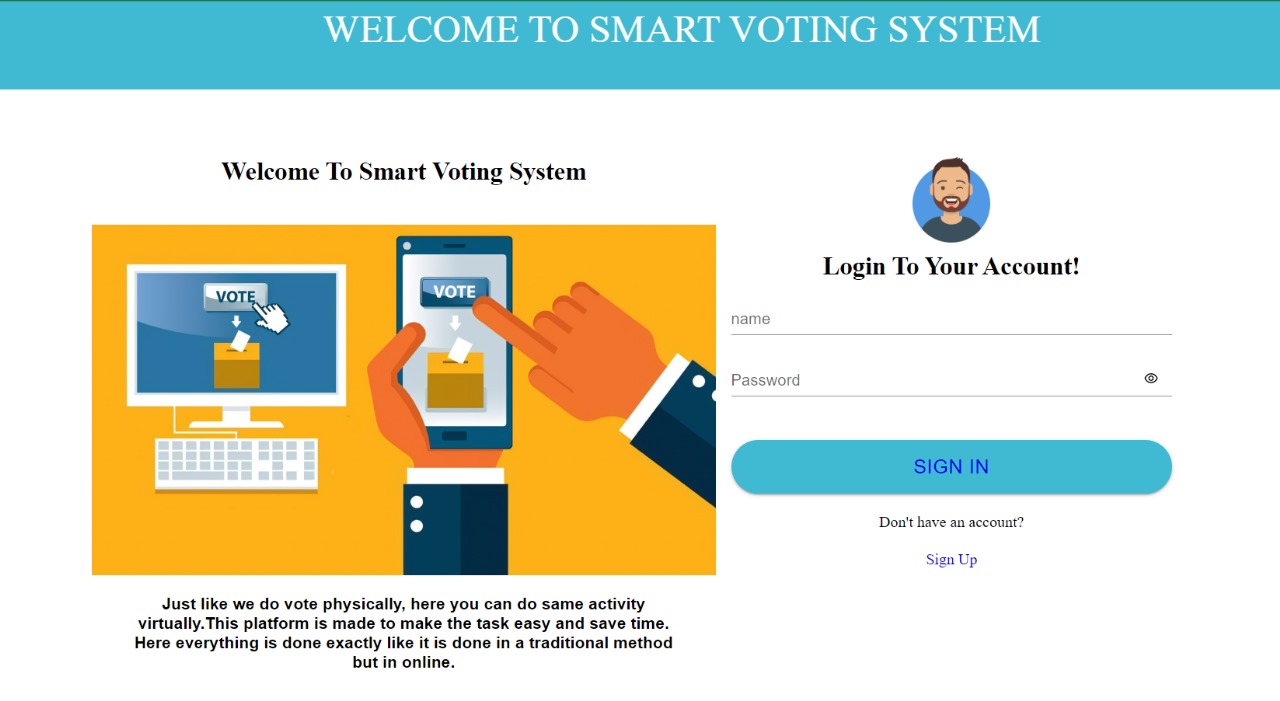 WELCOME TO SMART VOTING SYSTEM
Welcome To Smart Voting System
VOTE
VOTE
Just like we do vote physically, here you can do same activity
virtually.This platform is made to make the task easy and save time.
Here everything is done exactly like it is done in a traditional method
but in online.
Login To Your Account!
name
Password
SIGN IN
Don't have an account?
Sign Up